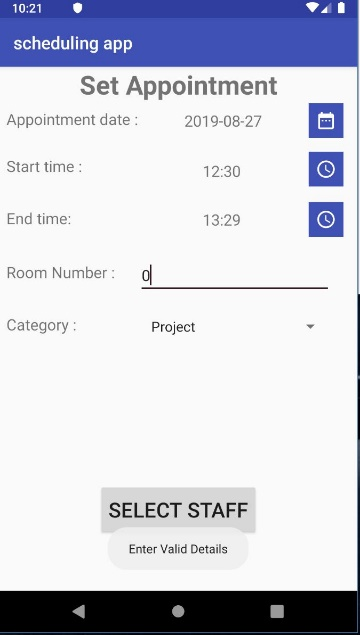 10:21
scheduling app
Set Appointment
Appointment date : 2019-08-27
Start time : 12:30
End time: 13:29
Room Number : 0
Category : Project
SELECT STAFF
Enter Valid Details